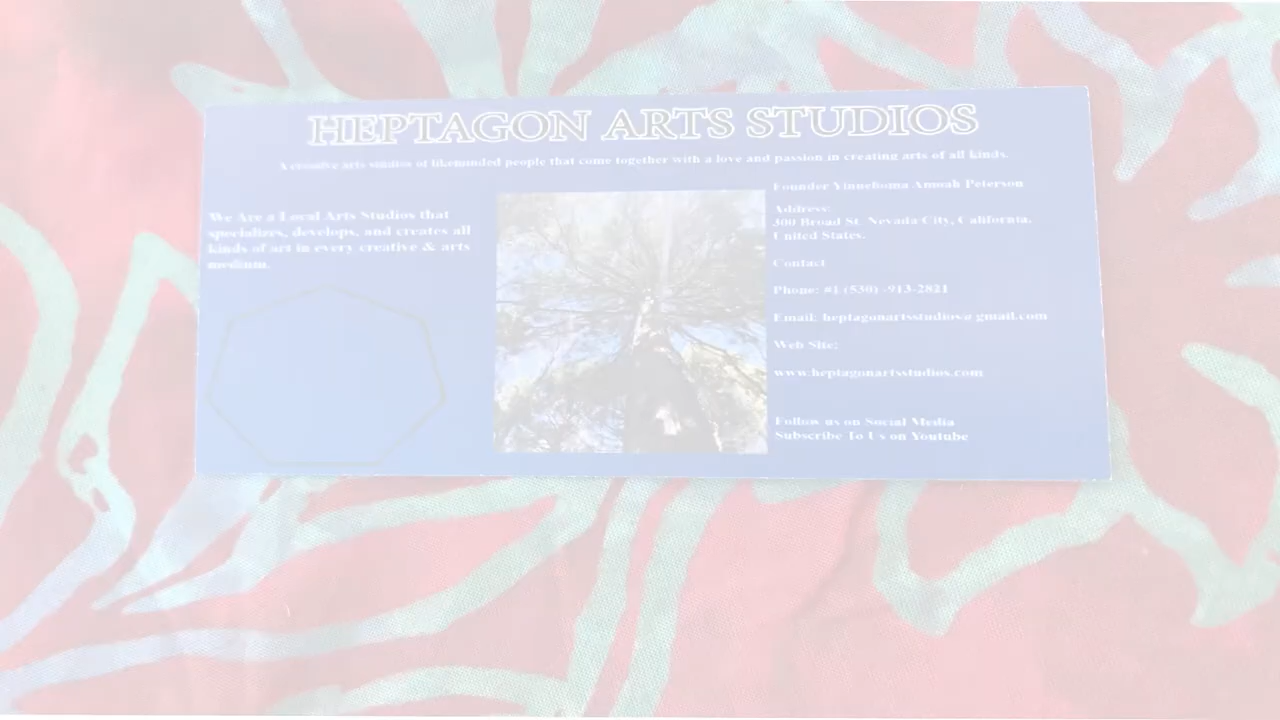 HEPTAGON ARTS STUDIOS
A creative arts studios of likeminded people that come together with a love and passion in creating arts of all kinds.
We Are a Local Arts Studios that
specializes, develops, and creates all
kinds of art in every creative & arts
medium.
Founder Peterson
Address:
300 Broad St. Nevada City, California.
United States.
Contact
Phone: #1 (530) -913-2821
Email: heptagonartsstudios@gmail.com
Web Site:
www.heptagonartsstudios.com
Follow us on Social Media
Subscribe To Us on Youtube